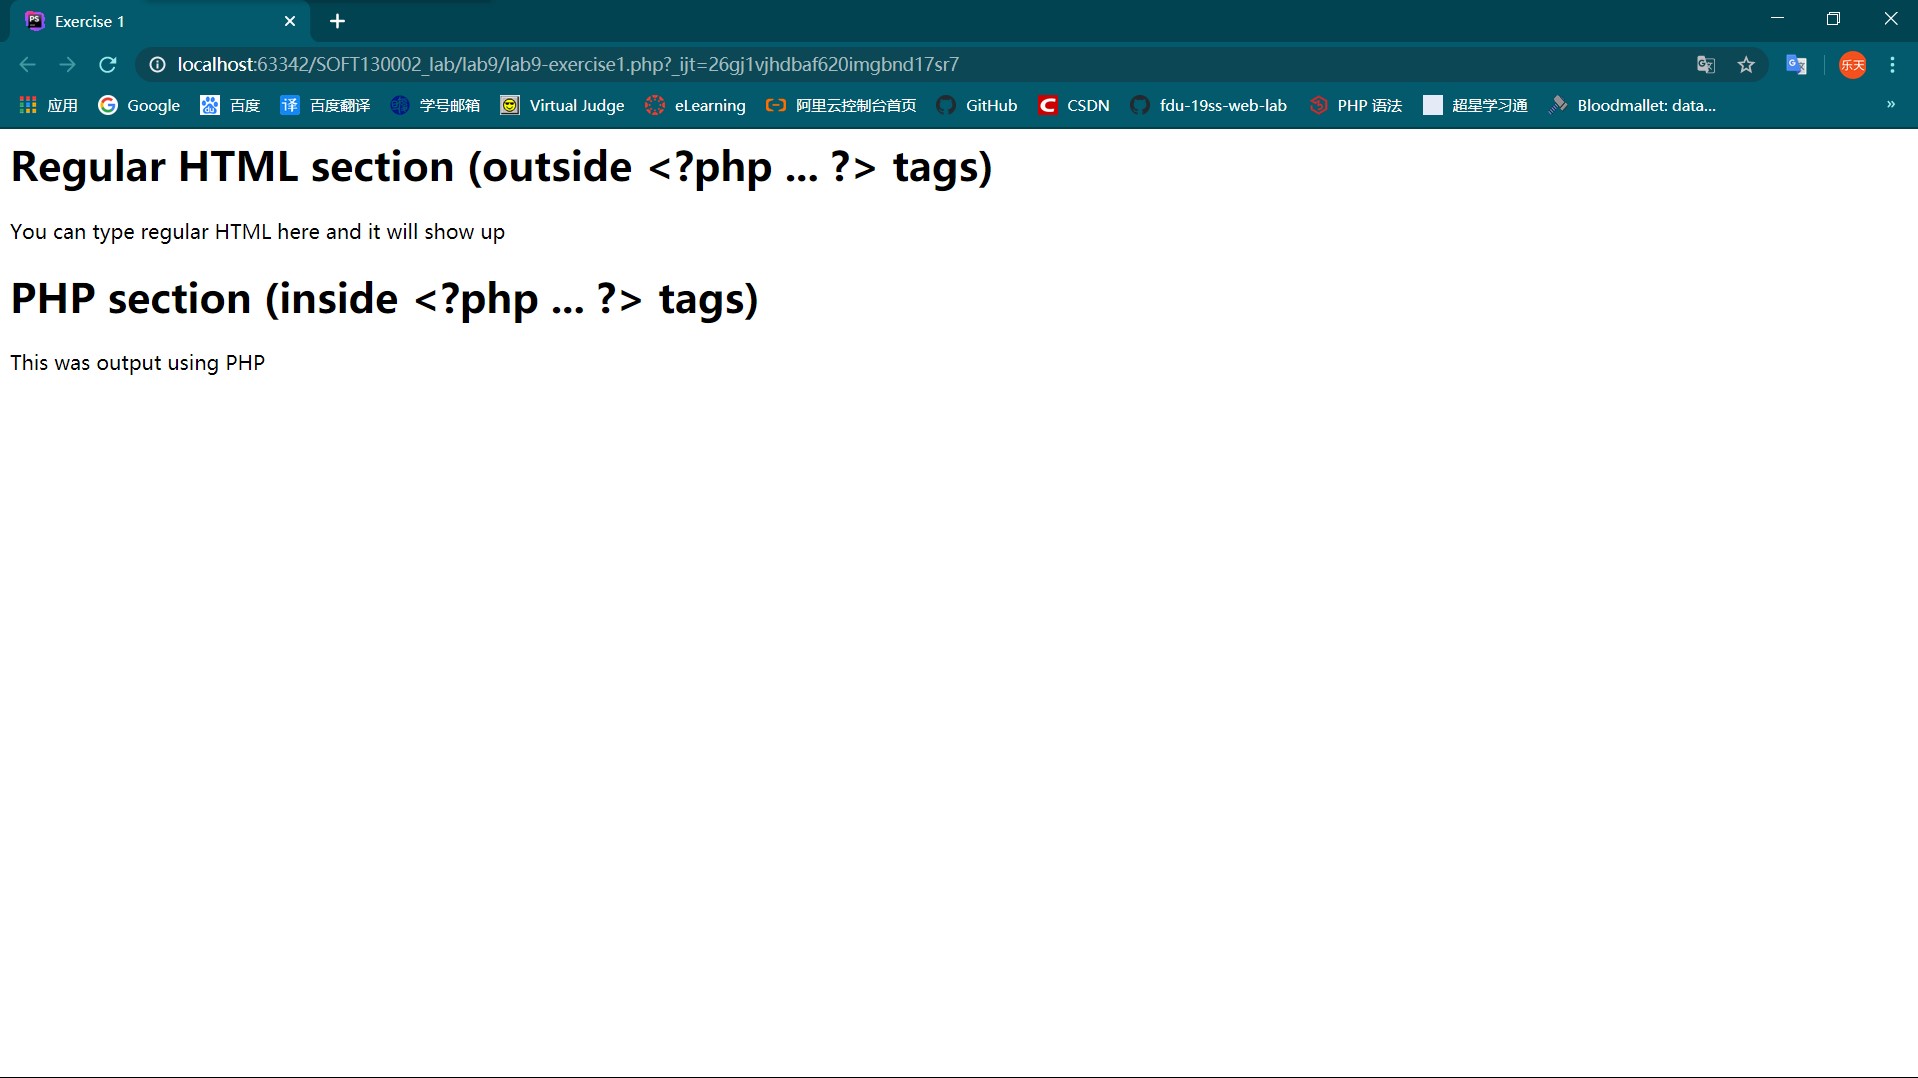 Exercise 1
localhost:63342/SOFT130002_lab/lab9/lab9-exercise1.php?_ijt=26gj1vjhdbaf620imgbnd17sr7
乐天
应用 Google 百度 百度翻译 学号邮箱 Virtual Judge eLearning 阿里云控制台首页 GitHub CSDN fdu-19ss-web-lab PHP 语法 超星学习通 Bloodmallet: data... »
Regular HTML section (outside <?php ... ?> tags)
You can type regular HTML here and it will show up
PHP section (inside <?php ... ?> tags)
This was output using PHP